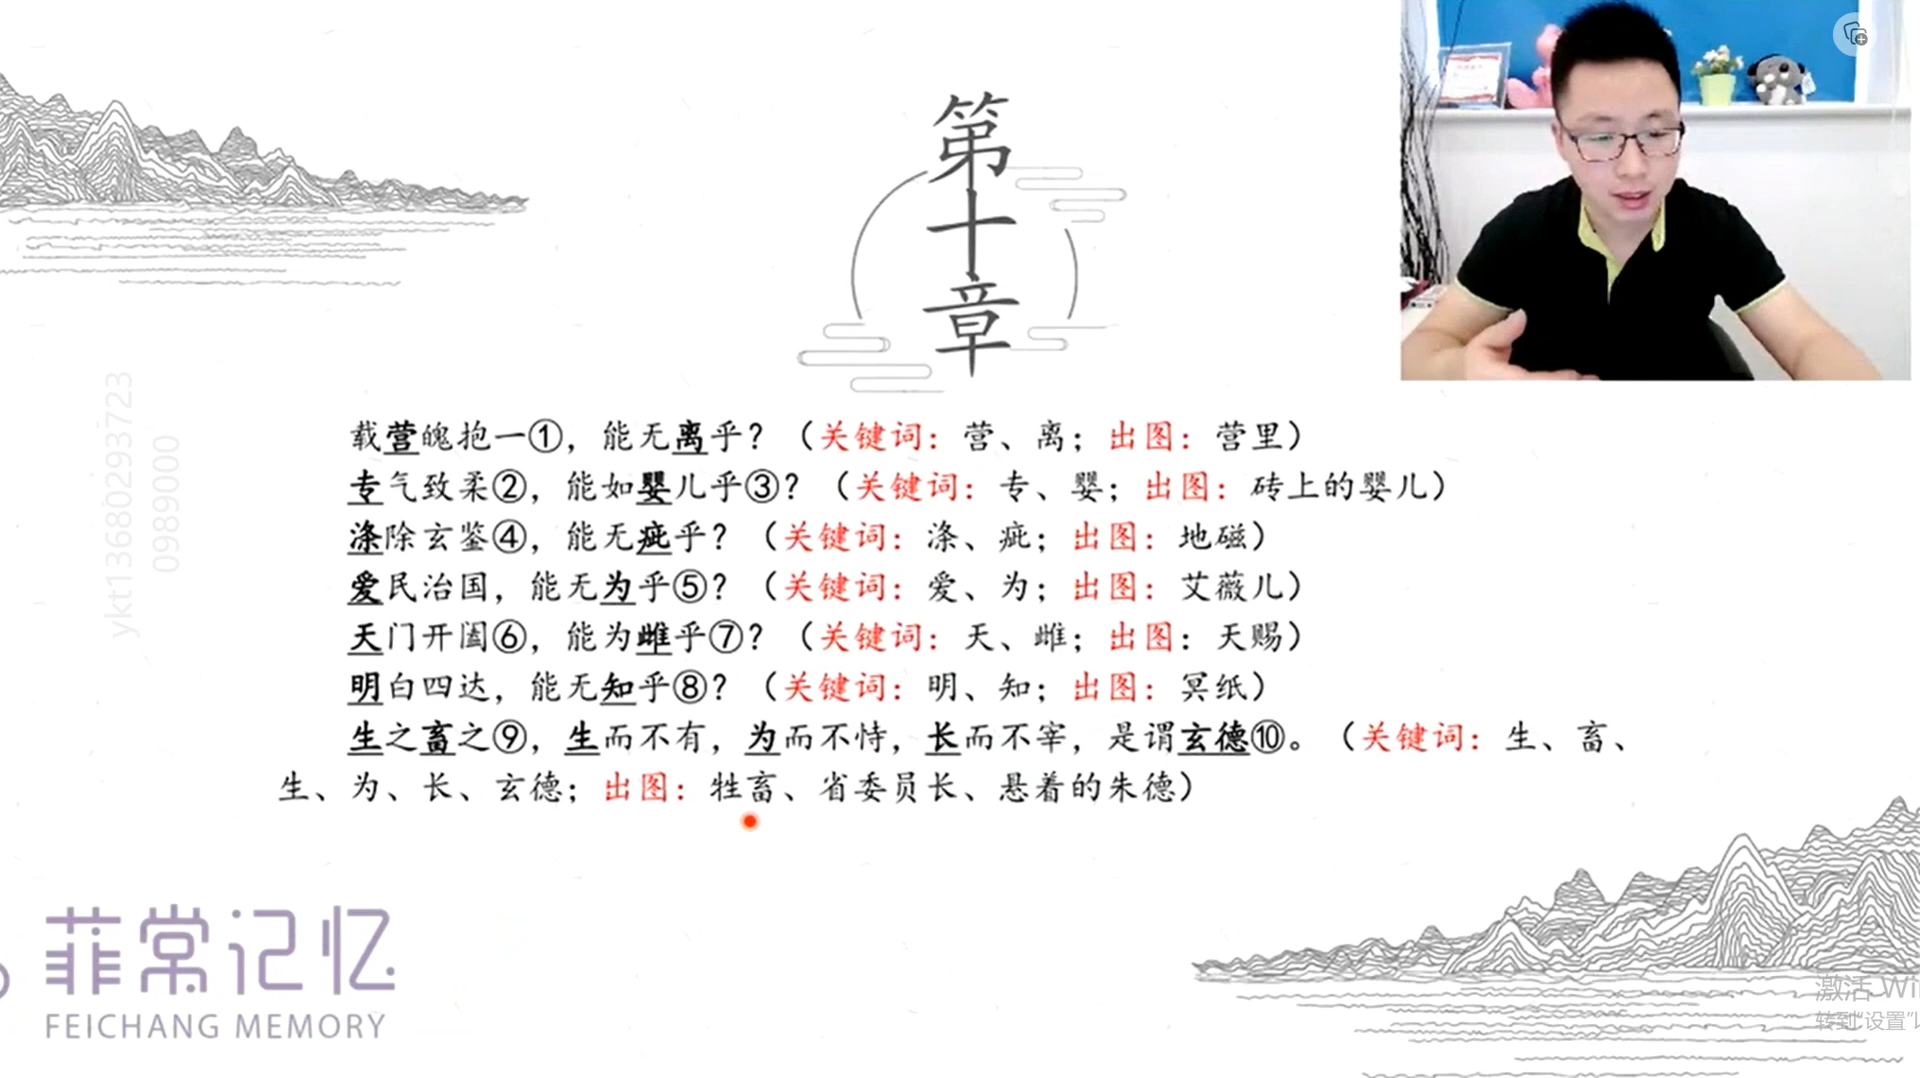 第十章
载营魄抱一①，能无离乎？（关键词：营、离；出图：营里）
专气致柔②，能如婴儿乎③？（关键词：专、婴；出图：砖上的婴儿）
涤除玄鉴④，能无疵乎？（关键词：涤、疵；出图：地磁）
爱民治国，能无为乎⑤？（关键词：爱、为；出图：艾薇儿）
天门开阖⑥，能为雌乎⑦？（关键词：天、雌；出图：天赐）
明白四达，能无知乎⑧？（关键词：明、知；出图：冥纸）
生之畜之⑨，生而不有，为而不恃，长而不宰，是谓玄德⑩。（关键词：生、畜、
生、为、长、玄德；出图：牲畜、省委员长、悬着的朱德）
ykt13680293723
0989000
菲常记忆
FEICHANG MEMORY
激活 Wi
转到"设置"以